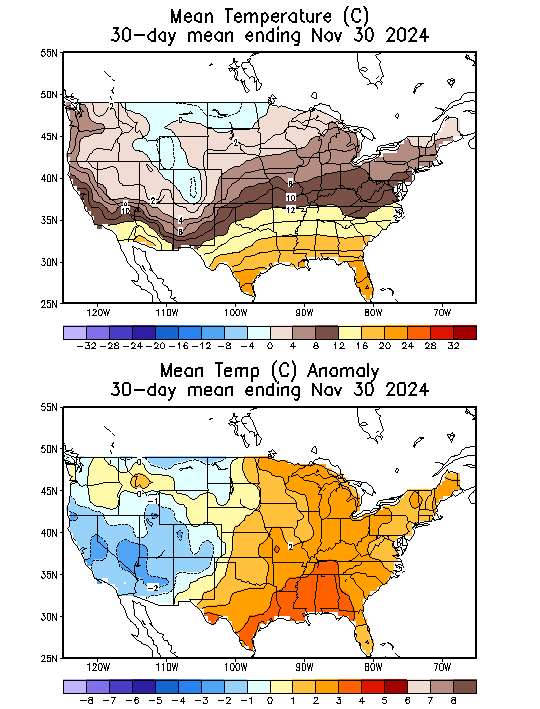 Mean Temperature (C)
30-day mean ending Nov 30 2024
55N
50N
45N
40N
35N
30N
25N
120W 110W 100W 90W 80W 70W
-32 -28 -24 -20 -16 -12 -8 -4 0 4 8 12 16 20 24 28 32
Mean Temp (C) Anomaly
30-day mean ending Nov 30 2024
55N
50N
45N
40N
35N
30N
25N
120W 110W 100W 90W 80W 70W
-8 -7 -6 -5 -4 -3 -2 -1 0 1 2 3 4 5 6 7 8